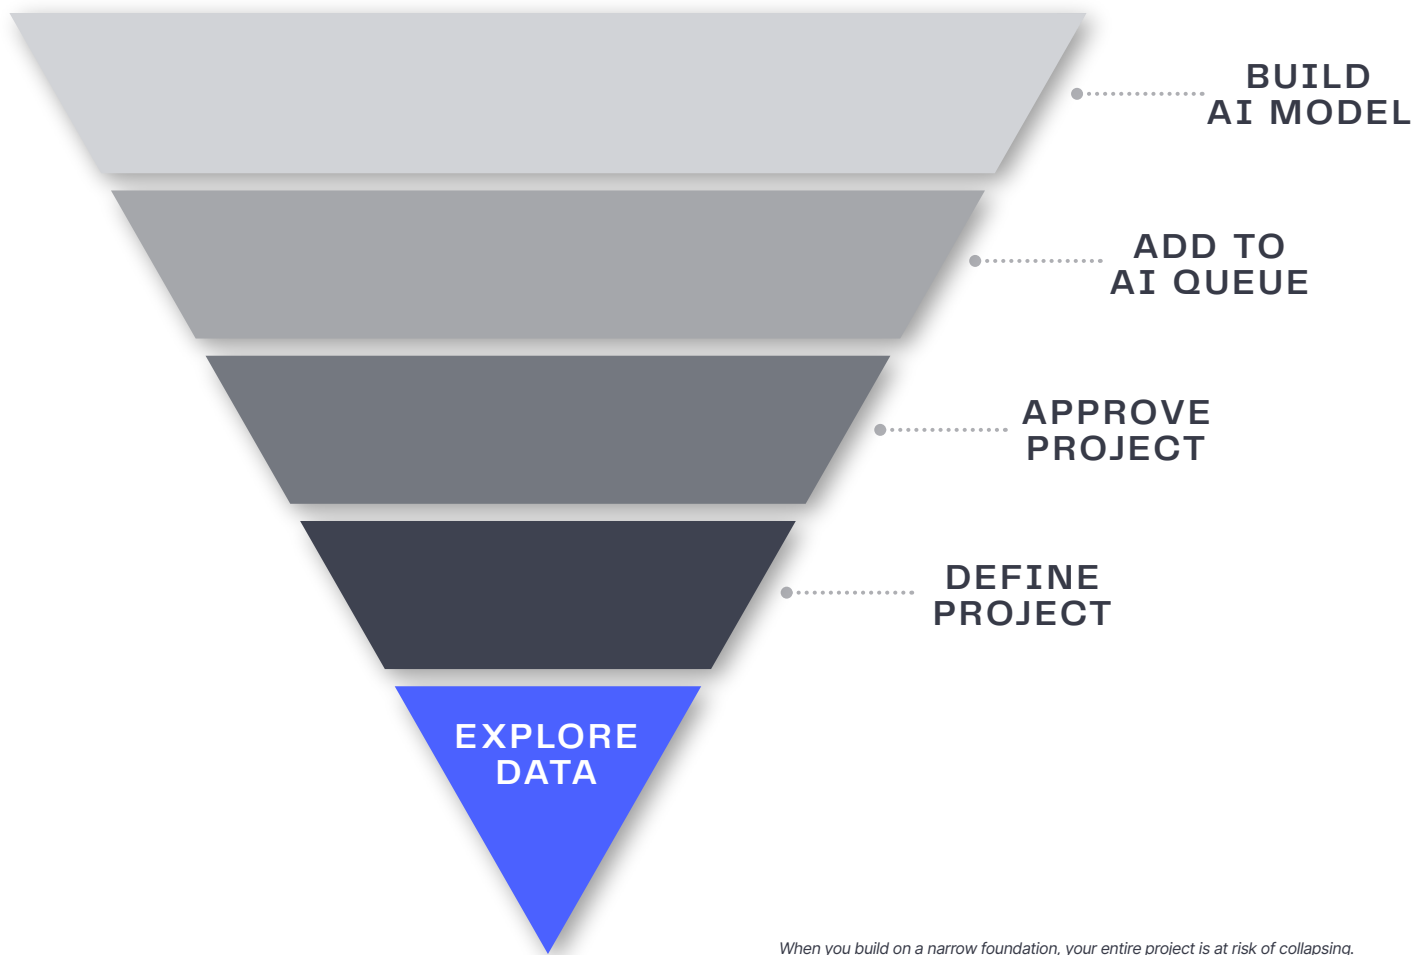 BUILD
AI MODEL
ADD TO
AI QUEUE
APPROVE
PROJECT
DEFINE
PROJECT
EXPLORE
DATA
When you build on a narrow foundation, your entire project is at risk of collapsing.